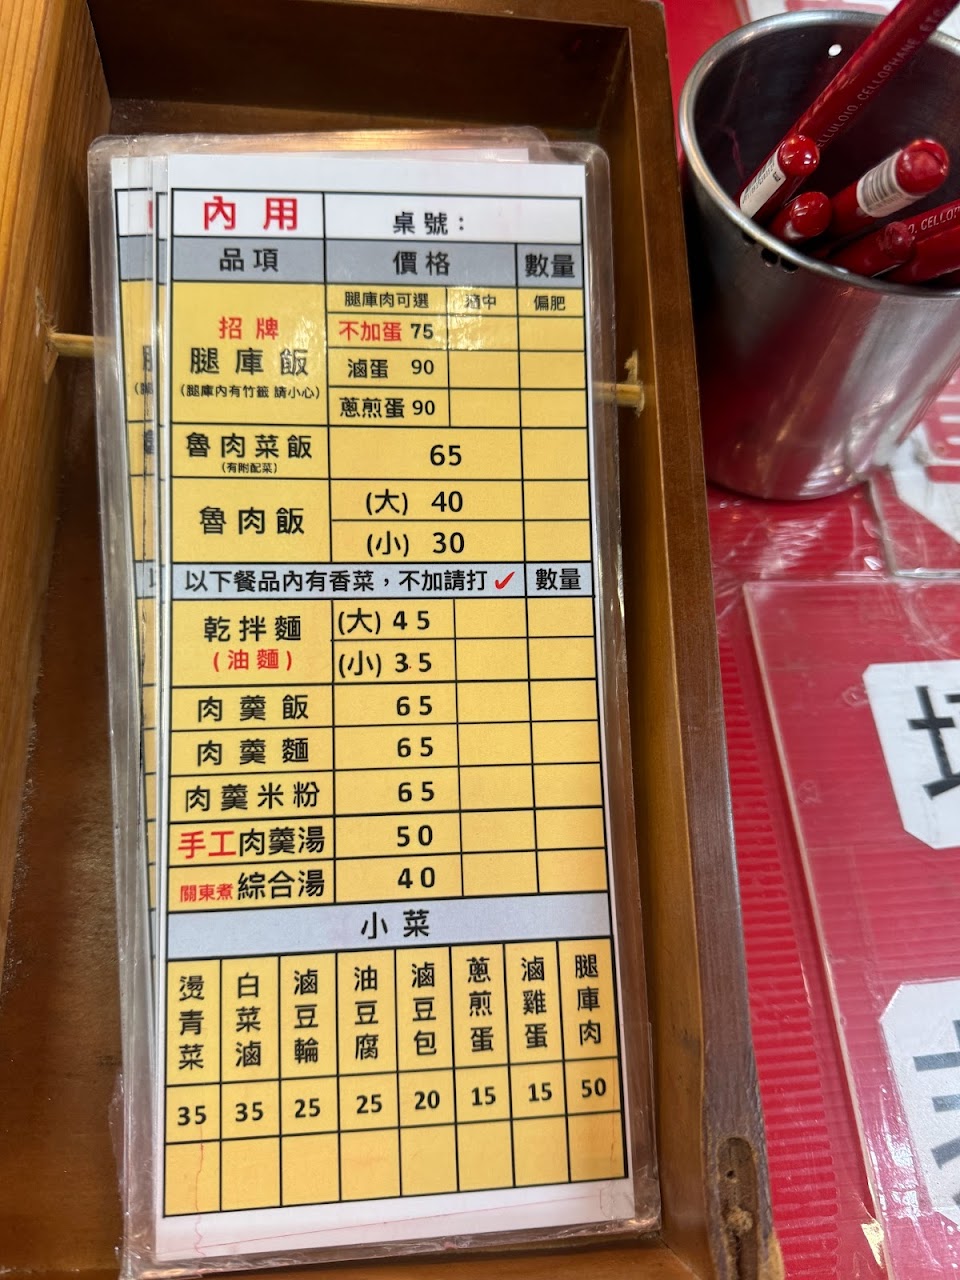 內用
桌號：
品項 價格 數量
招牌
腿庫飯
(腿庫內有竹籤 請小心)
腿庫肉可選 適中 偏肥
不加蛋 75
滷蛋 90
蔥煎蛋 90
魯肉菜飯 65
(有附配菜)
魯肉飯
(大) 40
(小) 30
以下餐品內有香菜，不加請打✓ 數量
乾拌麵
(油麵)
(大) 45
(小) 35
肉羹飯 65
肉羹麵 65
肉羹米粉 65
手工肉羹湯 50
關東煮綜合湯 40
小菜
燙青菜 35
白菜滷 35
滷豆輪 25
油豆腐 25
滷豆包 20
蔥煎蛋 15
滷雞蛋 15
腿庫肉 50
CELLULOID. CELLOPHANE. ETC.